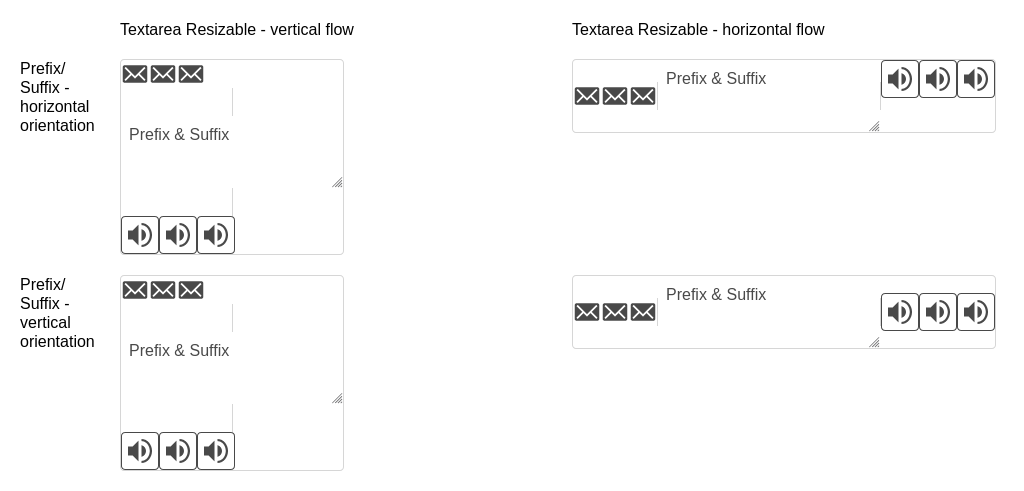 Textarea Resizable - vertical flow
Textarea Resizable - horizontal flow
Prefix/
Suffix -
horizontal
orientation
Prefix & Suffix
Prefix & Suffix
Prefix/
Suffix -
vertical
orientation
Prefix & Suffix
Prefix & Suffix